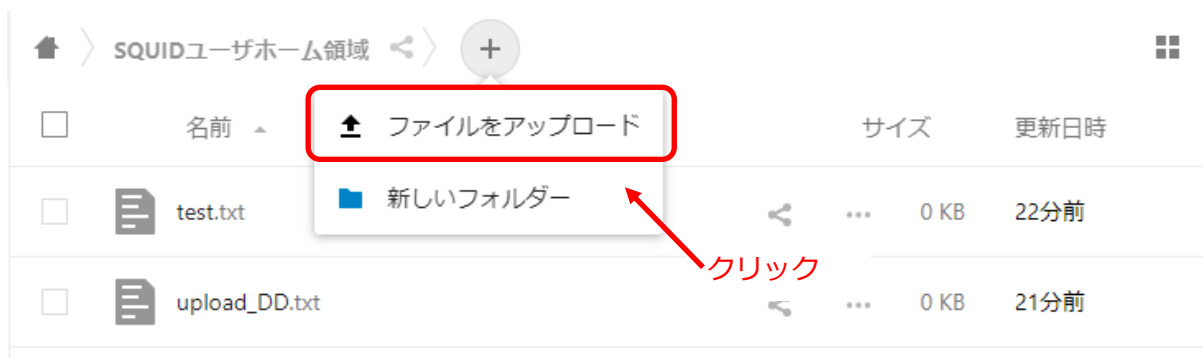 SQUIDユーザホーム領域
+
名前
ファイルをアップロード
サイズ
更新日時
新しいフォルダー
test.txt
0 KB
22分前
クリック
upload_DD.txt
0 KB
21分前